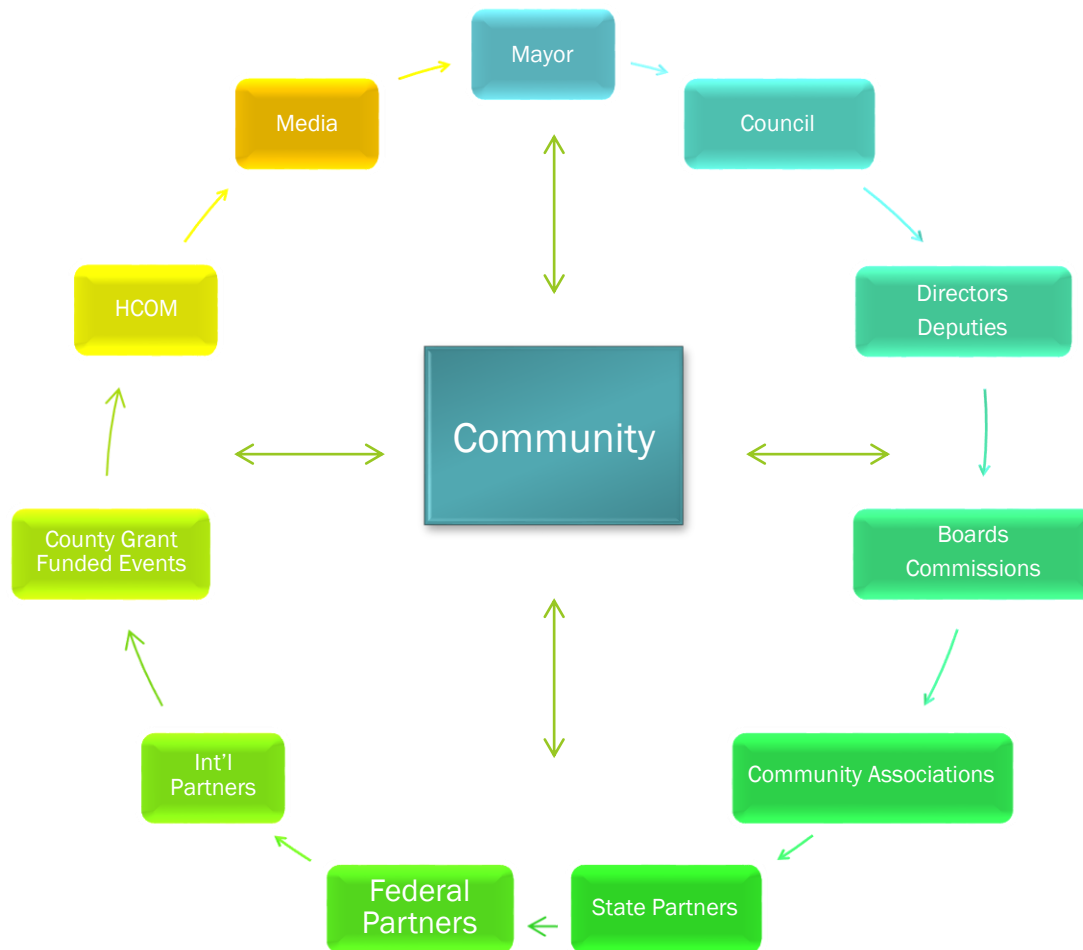 Mayor
Council
Directors
Deputies
Boards
Commissions
Community Associations
State Partners
Federal
Partners
Int'l
Partners
County Grant
Funded Events
HCOM
Media
Community